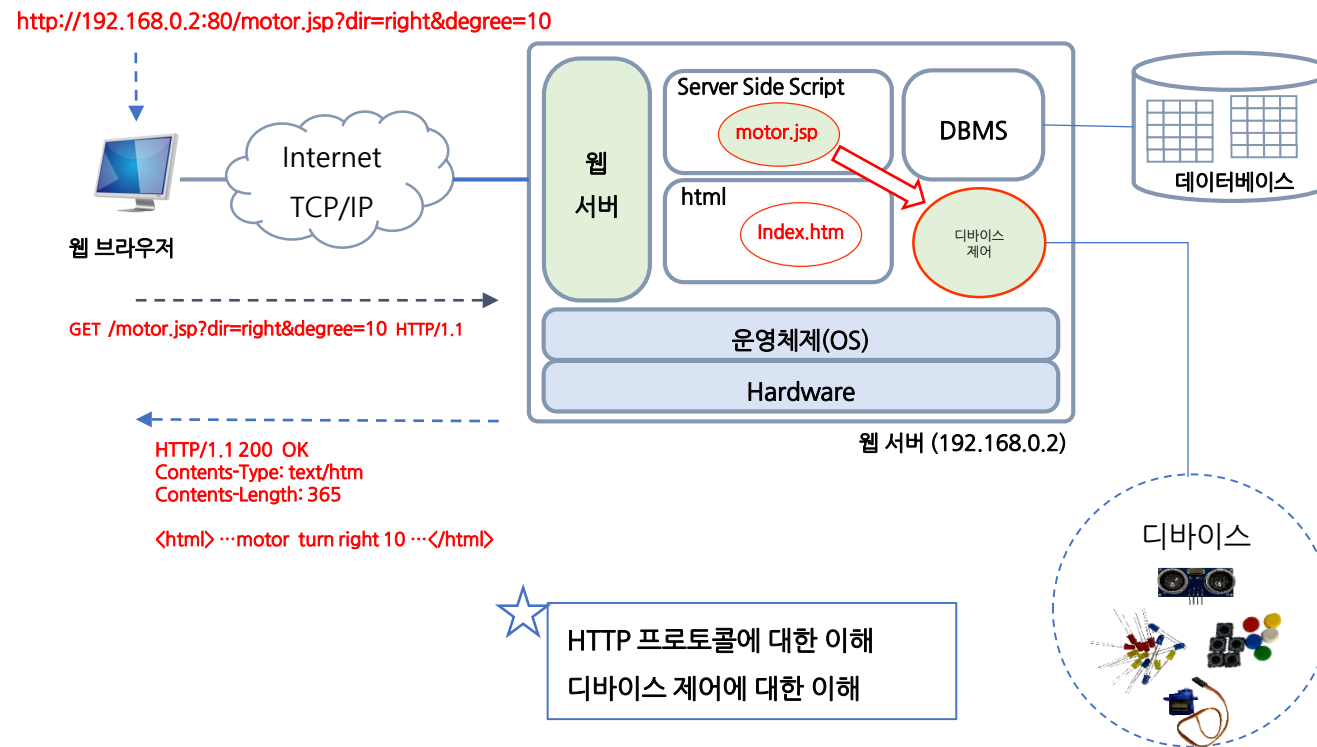 http://192.168.0.2:80/motor.jsp?dir=right&degree=10
웹 브라우저
Internet
TCP/IP
GET /motor.jsp?dir=right&degree=10 HTTP/1.1
HTTP/1.1 200 OK
Contents-Type: text/htm
Contents-Length: 365
<html> …motor turn right 10 …</html>
웹
서버
Server Side Script
motor.jsp
html
Index.htm
DBMS
디바이스
제어
운영체제(OS)
Hardware
웹 서버 (192.168.0.2)
데이터베이스
디바이스
HTTP 프로토콜에 대한 이해
디바이스 제어에 대한 이해